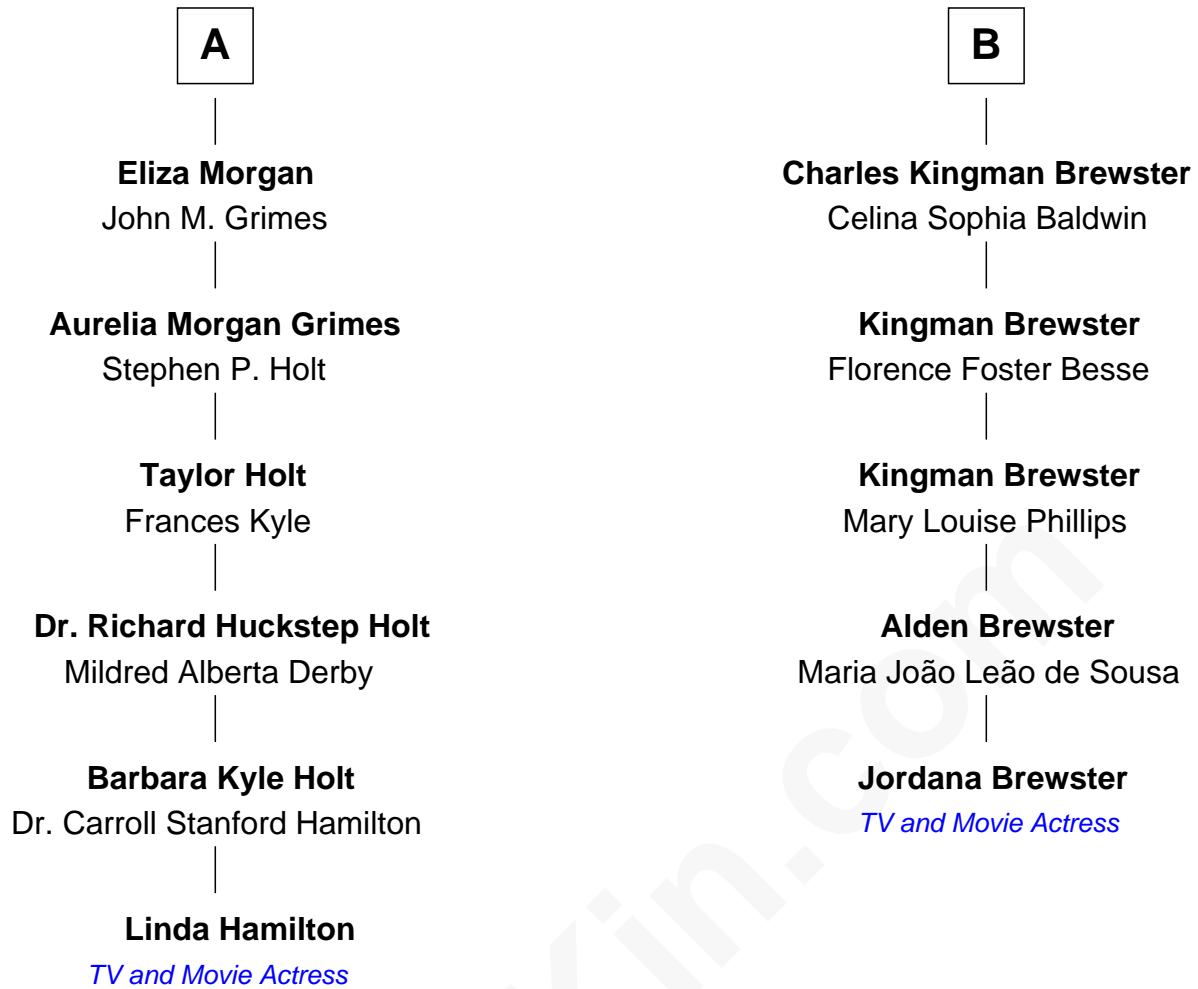 A
Eliza Morgan
John M. Grimes
Aurelia Morgan Grimes
Stephen P. Holt
Taylor Holt
Frances Kyle
Dr. Richard Huckstep Holt
Mildred Alberta Derby
Barbara Kyle Holt
Dr. Carroll Stanford Hamilton
Linda Hamilton
TV and Movie Actress
B
Charles Kingman Brewster
Celina Sophia Baldwin
Kingman Brewster
Florence Foster Besse
Kingman Brewster
Mary Louise Phillips
Alden Brewster
Maria João Leão de Sousa
Jordana Brewster
TV and Movie Actress